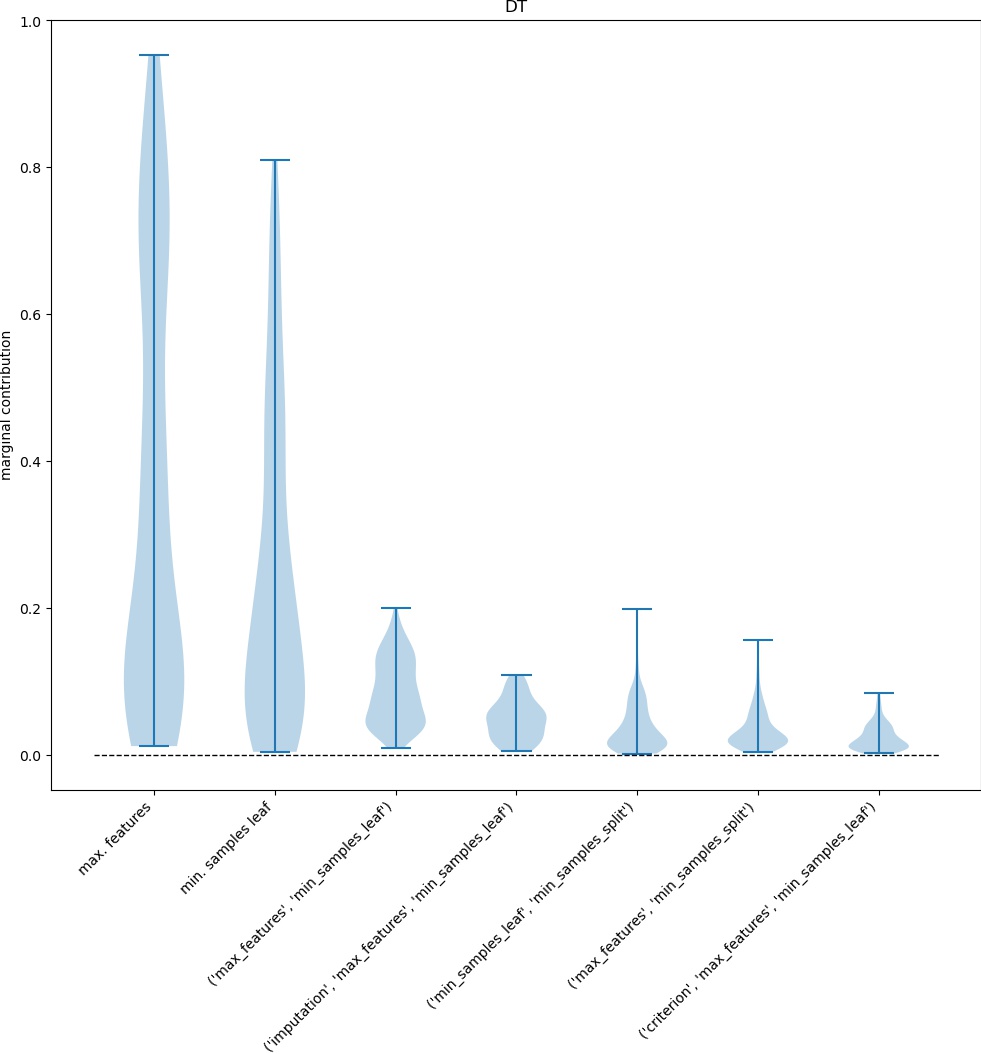 DT
1.0
0.8
0.6
0.4
0.2
0.0
marginal contribution
max. features
min. samples leaf
('max_features', 'min_samples_leaf')
('imputation', 'max_features', 'min_samples_leaf')
('min_samples_leaf', 'min_samples_split')
('max_features', 'min_samples_split')
('criterion', 'max_features', 'min_samples_leaf')